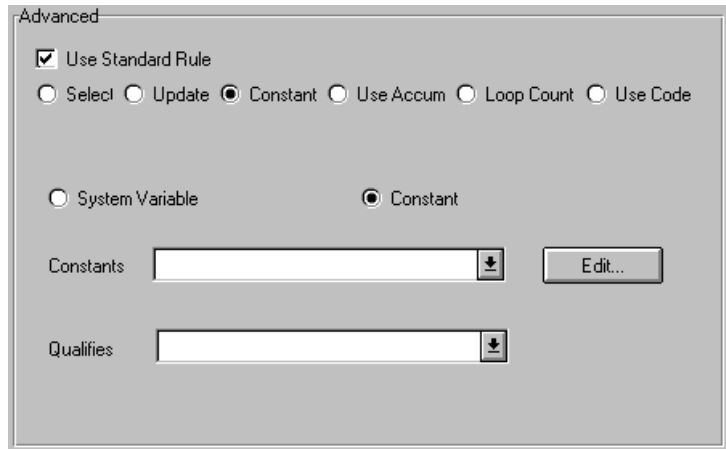 Advanced
Use Standard Rule
Select Update Constant Use Accum Loop Count Use Code
System Variable Constant
Constants Edit...
Qualifies